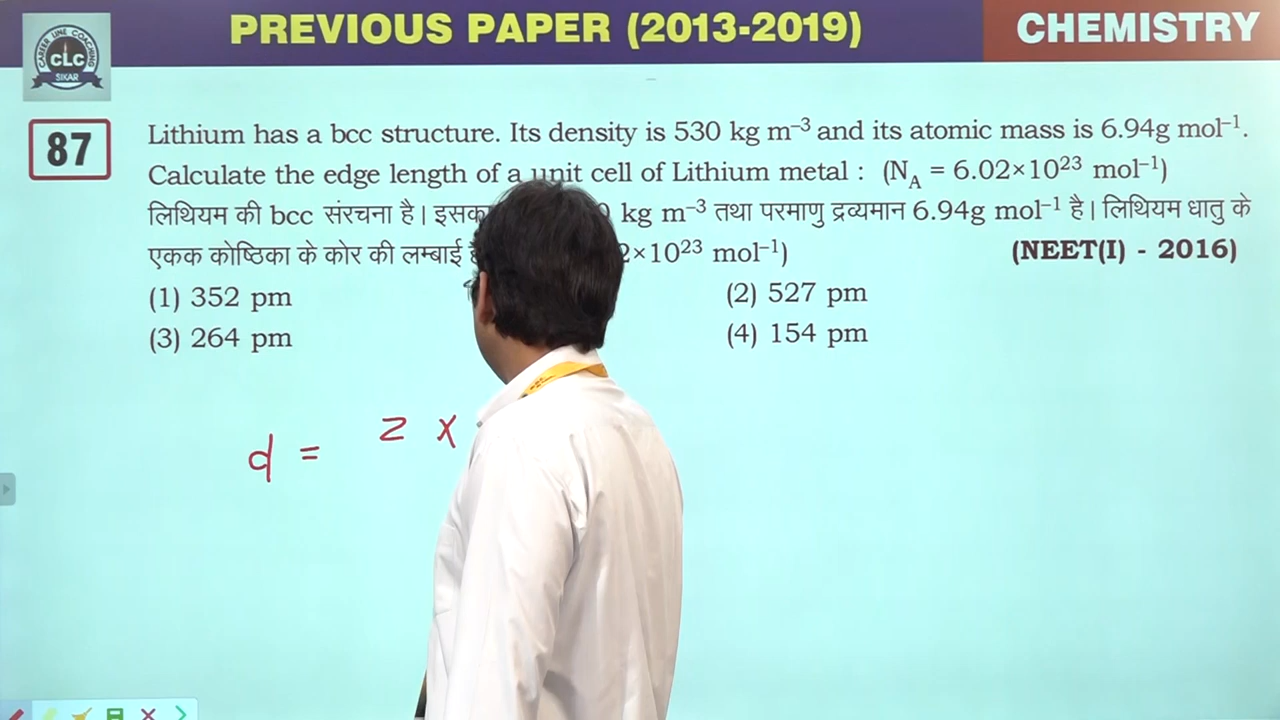 PREVIOUS PAPER (2013-2019)
CHEMISTRY
CAREER LINE COACHING
CLC
SIKAR
87
Lithium has a bcc structure. Its density is 530 kg m⁻³ and its atomic mass is 6.94g mol⁻¹.
Calculate the edge length of a unit cell of Lithium metal : (N_A = 6.02×10²³ mol⁻¹)
लिथियम की bcc संरचना है। kg m⁻³ तथा परमाणु द्रव्यमान 6.94g mol⁻¹ है। लिथियम धातु के
एकक कोष्ठिका के कोर की लम्बाई 2×10²³ mol⁻¹)
(NEET(I) - 2016)
(1) 352 pm
(2) 527 pm
(3) 264 pm
(4) 154 pm
d = z x